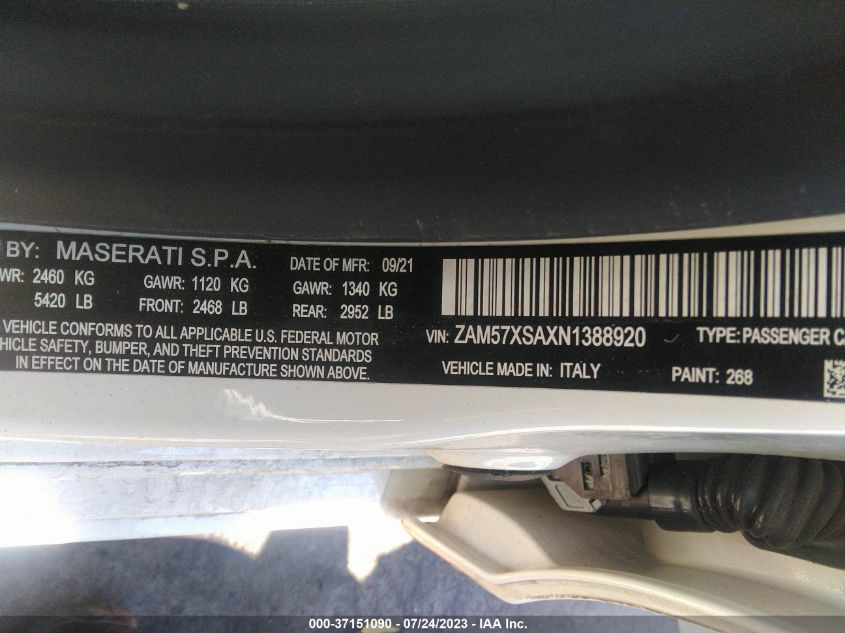 BY: MASERATI S.P.A. DATE OF MFR: 09/21
WR: 2460 KG GAWR: 1120 KG GAWR: 1340 KG
5420 LB FRONT: 2468 LB REAR: 2952 LB
VEHICLE CONFORMS TO ALL APPLICABLE U.S. FEDERAL MOTOR
HICLE SAFETY, BUMPER, AND THEFT PREVENTION STANDARDS
IN EFFECT ON THE DATE OF MANUFACTURE SHOWN ABOVE.
VIN: ZAM57XSAXN1388920 TYPE: PASSENGER CA
VEHICLE MADE IN: ITALY PAINT: 268
000-37151090 - 07/24/2023 - IAA Inc.